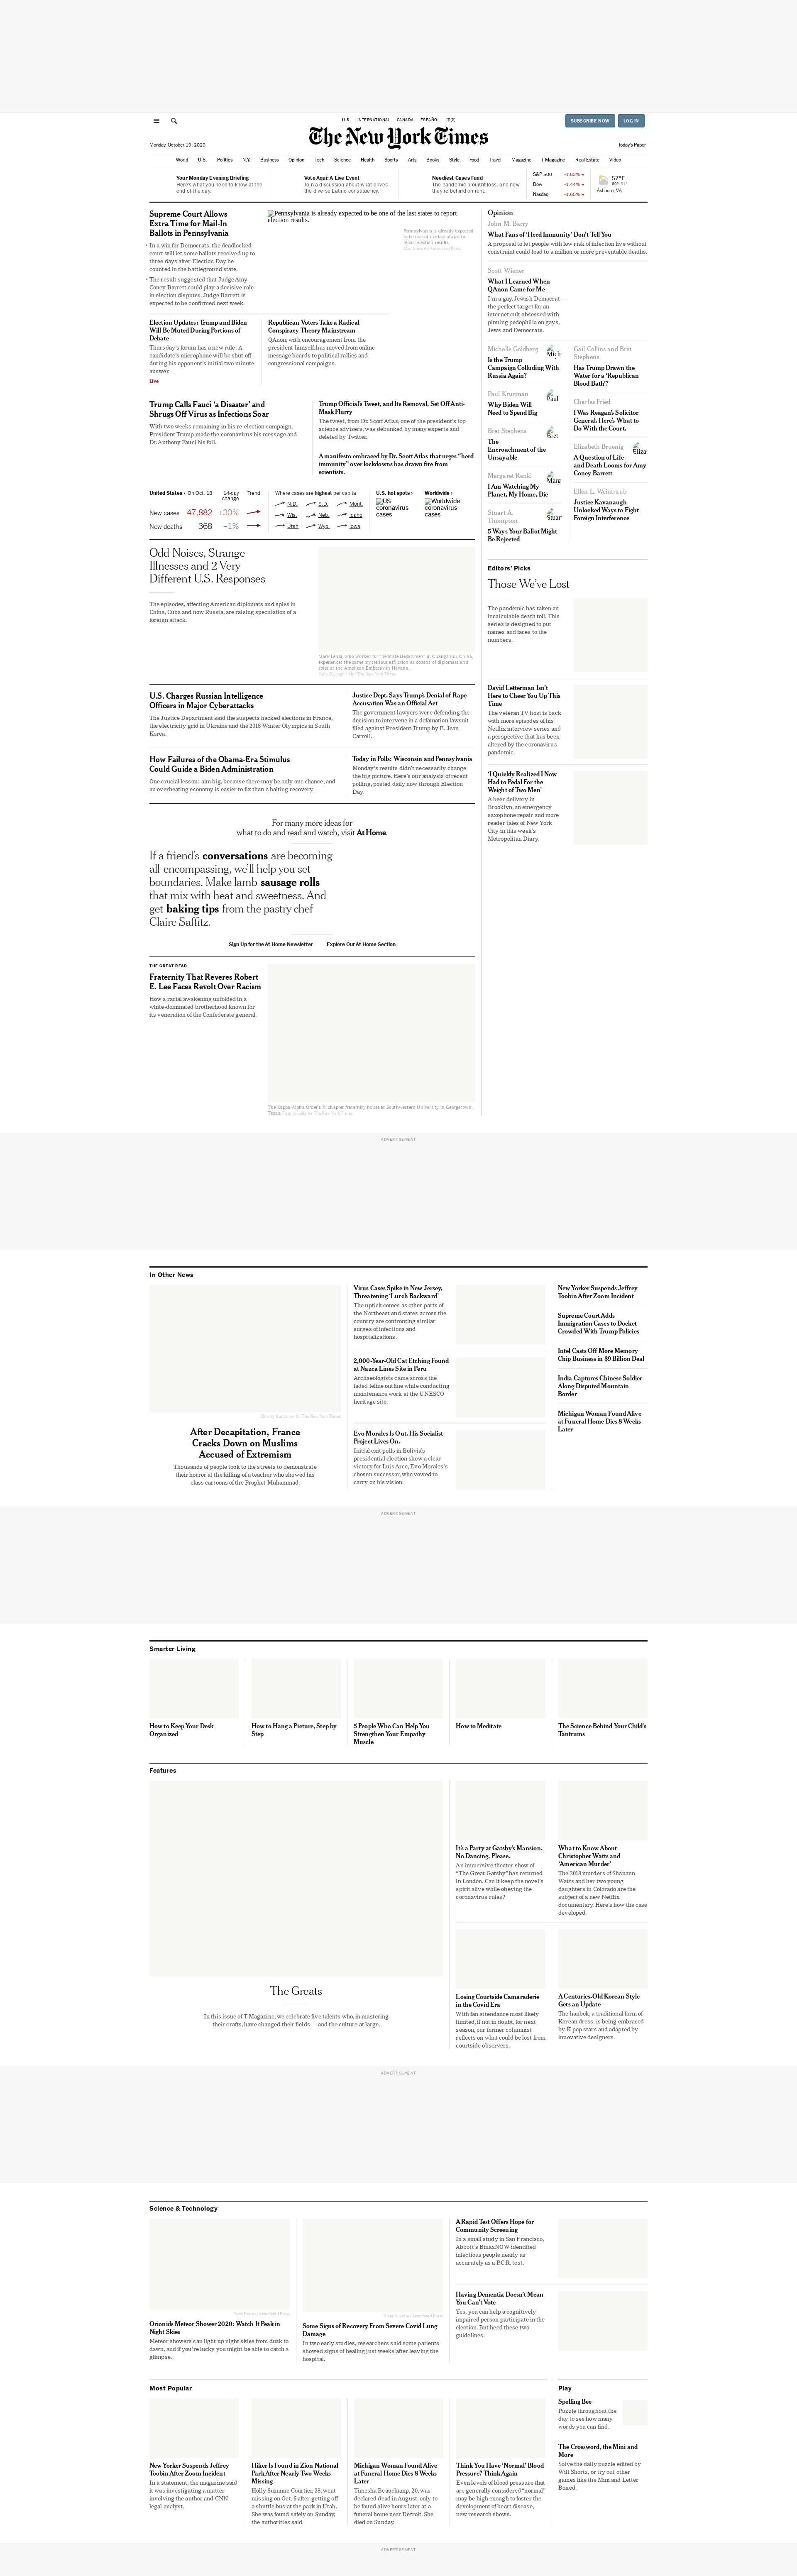 U.S.
INTERNATIONAL
CANADA
ESPAÑOL
中文
SUBSCRIBE NOW
LOG IN
The New York Times
Monday, October 19, 2020
Today's Paper
World
U.S.
Politics
N.Y.
Business
Opinion
Tech
Science
Health
Sports
Arts
Books
Style
Food
Travel
Magazine
T Magazine
Real Estate
Video
Your Monday Evening Briefing
Here's what you need to know at the
end of the day.
Vote Aquí: A Live Event
Join a discussion about what drives
the diverse Latino constituency.
Neediest Cases Fund
The pandemic brought loss, and now
they're behind on rent.
S&P 500 -1.63% ↓
Dow -1.44% ↓
Nasdaq -1.65% ↓
57°F
Ashburn, VA
Supreme Court Allows
Extra Time for Mail-In
Ballots in Pennsylvania
• In a win for Democrats, the deadlocked
court will let some ballots received up to
three days after Election Day be
counted in the battleground state.
• The result suggested that Judge Amy
Coney Barrett could play a decisive role
in election disputes. Judge Barrett is
expected to be confirmed next week.
Pennsylvania is already expected to be one of the last states to report
election results.
Pennsylvania is already expected
to be one of the last states to
report election results.
Election Updates: Trump and Biden
Will Be Muted During Portions of
Debate
Thursday's forum has a new rule: A
candidate's microphone will be shut off
during his opponent's initial two-minute
answer.
Live
Republican Voters Take a Radical
Conspiracy Theory Mainstream
QAnon, with encouragement from the
president himself, has moved from online
message boards to political rallies and
congressional campaigns.
Trump Calls Fauci 'a Disaster' and
Shrugs Off Virus as Infections Soar
With two weeks remaining in his re-election campaign,
President Trump made the coronavirus his message and
Dr. Anthony Fauci his foil.
Trump Official's Tweet, and Its Removal, Set Off Anti-
Mask Flurry
The tweet, from Dr. Scott Atlas, one of the president's top
science advisers, was debunked by many experts and
deleted by Twitter.
A manifesto embraced by Dr. Scott Atlas that urges "herd
immunity" over lockdowns has drawn fire from
scientists.
United States › On Oct. 18
14-day
change
Trend
New cases 47,882 +30%
New deaths 368 –1%
Where cases are highest per capita
N.D.
S.D.
Mont.
Wis.
Neb.
Idaho
Utah
Wyo.
Iowa
U.S. hot spots ›
US
coronavirus
cases
Worldwide ›
Worldwide
coronavirus
cases
Odd Noises, Strange
Illnesses and 2 Very
Different U.S. Responses
The episodes, affecting American diplomats and spies in
China, Cuba and now Russia, are raising speculation of a
foreign attack.
Mark Lenzi, who worked for the State Department in Guangzhou, China,
experienced the same mysterious affliction as dozens of diplomats and
spies at the American Embassy in Havana.
U.S. Charges Russian Intelligence
Officers in Major Cyberattacks
The Justice Department said the suspects hacked elections in France,
the electricity grid in Ukraine and the 2018 Winter Olympics in South
Korea.
Justice Dept. Says Trump's Denial of Rape
Accusation Was an Official Act
The government lawyers were defending the
decision to intervene in a defamation lawsuit
filed against President Trump by E. Jean
Carroll.
How Failures of the Obama-Era Stimulus
Could Guide a Biden Administration
One crucial lesson: aim big, because there may be only one chance, and
an overheating economy is easier to fix than a halting recovery.
Today in Polls: Wisconsin and Pennsylvania
Monday's results didn't necessarily change
the big picture. Here's our analysis of recent
polling, posted daily now through Election
Day.
For many more ideas for
what to do and read and watch, visit At Home.
If a friend's conversations are becoming
all-encompassing, we'll help you set
boundaries. Make lamb sausage rolls
that mix with heat and sweetness. And
get baking tips from the pastry chef
Claire Saffitz.
Sign Up for the At Home Newsletter
Explore Our At Home Section
THE GREAT READ
Fraternity That Reveres Robert
E. Lee Faces Revolt Over Racism
How a racial awakening unfolded in a
white-dominated brotherhood known for
its veneration of the Confederate general.
The Kappa Alpha Order's Xi chapter fraternity house at Southwestern University in Georgetown,
Texas.
Opinion
John M. Barry
What Fans of 'Herd Immunity' Don't Tell You
A proposal to let people with low risk of infection live without
constraint could lead to a million or more preventable deaths.
Scott Wiener
What I Learned When
QAnon Came for Me
I'm a gay, Jewish Democrat —
the perfect target for an
internet cult obsessed with
pinning pedophilia on gays,
Jews and Democrats.
Michelle Goldberg
Is the Trump
Campaign Colluding With
Russia Again?
Paul Krugman
Why Biden Will
Need to Spend Big
Bret Stephens
The
Encroachment of the
Unsayable
Margaret Renkl
I Am Watching My
Planet, My Home, Die
Stuart A.
Thompson
5 Ways Your Ballot Might
Be Rejected
Gail Collins and Bret
Stephens
Has Trump Drawn the
Water for a 'Republican
Blood Bath'?
Charles Fried
I Was Reagan's Solicitor
General. Here's What to
Do With the Court.
Elizabeth Bruenig
A Question of Life
and Death Looms for Amy
Coney Barrett
Ellen L. Weintraub
Justice Kavanaugh
Unlocked Ways to Fight
Foreign Interference
Editors' Picks
Those We've Lost
The pandemic has taken an
incalculable death toll. This
series is designed to put
names and faces to the
numbers.
David Letterman Isn't
Here to Cheer You Up This
Time
The veteran TV host is back
with more episodes of his
Netflix interview series and
a perspective that has been
altered by the coronavirus
pandemic.
'I Quickly Realized I Now
Had to Pedal For the
Weight of Two Men'
A beer delivery in
Brooklyn, an emergency
saxophone repair and more
reader tales of New York
City in this week's
Metropolitan Diary.
ADVERTISEMENT
In Other News
After Decapitation, France
Cracks Down on Muslims
Accused of Extremism
Thousands of people took to the streets to demonstrate
their horror at the killing of a teacher who showed his
class cartoons of the Prophet Muhammad.
Virus Cases Spike in New Jersey,
Threatening 'Lurch Backward'
The uptick comes as other parts of
the Northeast and states across the
country are confronting similar
surges of infections and
hospitalizations.
2,000-Year-Old Cat Etching Found
at Nazca Lines Site in Peru
Archaeologists came across the
faded feline outline while conducting
maintenance work at the UNESCO
heritage site.
Evo Morales Is Out. His Socialist
Project Lives On.
Initial exit polls in Bolivia's
presidential election show a clear
victory for Luis Arce, Evo Morales's
chosen successor, who vowed to
carry on his vision.
New Yorker Suspends Jeffrey
Toobin After Zoom Incident
Supreme Court Adds
Immigration Cases to Docket
Crowded With Trump Policies
Intel Casts Off More Memory
Chip Business in $9 Billion Deal
India Captures Chinese Soldier
Along Disputed Mountain
Border
Michigan Woman Found Alive
at Funeral Home Dies 8 Weeks
Later
ADVERTISEMENT
Smarter Living
How to Keep Your Desk
Organized
How to Hang a Picture, Step by
Step
5 People Who Can Help You
Strengthen Your Empathy
Muscle
How to Meditate
The Science Behind Your Child's
Tantrums
Features
The Greats
In this issue of T Magazine, we celebrate five talents who, in mastering
their crafts, have changed their fields — and the culture at large.
It's a Party at Gatsby's Mansion.
No Dancing, Please.
An immersive theater show of
"The Great Gatsby" has returned
in London. Can it keep the novel's
spirit alive while obeying the
coronavirus rules?
What to Know About
Christopher Watts and
'American Murder'
The 2018 murders of Shanann
Watts and her two young
daughters in Colorado are the
subject of a new Netflix
documentary. Here's how the case
developed.
Losing Courtside Camaraderie
in the Covid Era
With fan attendance most likely
limited, if not in doubt, for next
season, our former columnist
reflects on what could be lost from
courtside observers.
A Centuries-Old Korean Style
Gets an Update
The hanbok, a traditional form of
Korean dress, is being embraced
by K-pop stars and adapted by
innovative designers.
ADVERTISEMENT
Science & Technology
Orionids Meteor Shower 2020: Watch It Peak in
Night Skies
Meteor showers can light up night skies from dusk to
dawn, and if you're lucky you might be able to catch a
glimpse.
Some Signs of Recovery From Severe Covid Lung
Damage
In two early studies, researchers said some patients
showed signs of healing just weeks after leaving the
hospital.
A Rapid Test Offers Hope for
Community Screening
In a small study in San Francisco,
Abbott's BinaxNOW identified
infectious people nearly as
accurately as a P.C.R. test.
Having Dementia Doesn't Mean
You Can't Vote
Yes, you can help a cognitively
impaired person participate in the
election. But heed these two
guidelines.
Most Popular
New Yorker Suspends Jeffrey
Toobin After Zoom Incident
In a statement, the magazine said
it was investigating a matter
involving the author and CNN
legal analyst.
Hiker Is Found in Zion National
Park After Nearly Two Weeks
Missing
Holly Suzanne Courtier, 38, went
missing on Oct. 6 after getting off
a shuttle bus at the park in Utah.
She was found safely on Sunday,
the authorities said.
Michigan Woman Found Alive
at Funeral Home Dies 8 Weeks
Later
Timesha Beauchamp, 20, was
declared dead in August, only to
be found alive hours later at a
funeral home near Detroit. She
died on Sunday.
Think You Have 'Normal' Blood
Pressure? Think Again
Even levels of blood pressure that
are generally considered "normal"
may be high enough to foster the
development of heart disease,
new research shows.
Play
Spelling Bee
Puzzle throughout the
day to see how many
words you can find.
The Crossword, the Mini and
More
Solve the daily puzzle edited by
Will Shortz, or try out other
games like the Mini and Letter
Boxed.
ADVERTISEMENT